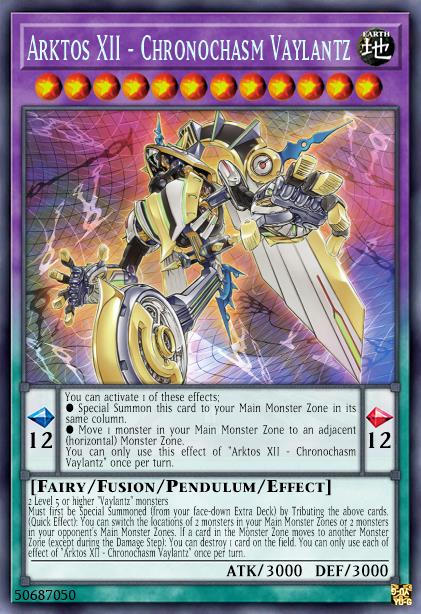 Arktos XII - Chronochasm Vaylantz
EARTH
地
You can activate 1 of these effects;
● Special Summon this card to your Main Monster Zone in its
same column.
● Move 1 monster in your Main Monster Zone to an adjacent
(horizontal) Monster Zone.
You can only use this effect of "Arktos XII - Chronochasm
Vaylantz" once per turn.
12
12
[Fairy/Fusion/Pendulum/Effect]
2 Level 5 or higher "Vaylantz" monsters
Must first be Special Summoned (from your face-down Extra Deck) by Tributing the above cards.
(Quick Effect): You can switch the locations of 2 monsters in your Main Monster Zones or 2 monsters
in your opponent's Main Monster Zones. If a card in the Monster Zone moves to another Monster
Zone (except during the Damage Step): You can destroy 1 card on the field. You can only use each of
effect of "Arktos XII - Chronochasm Vaylantz" once per turn.
ATK/3000 DEF/3000
50687050